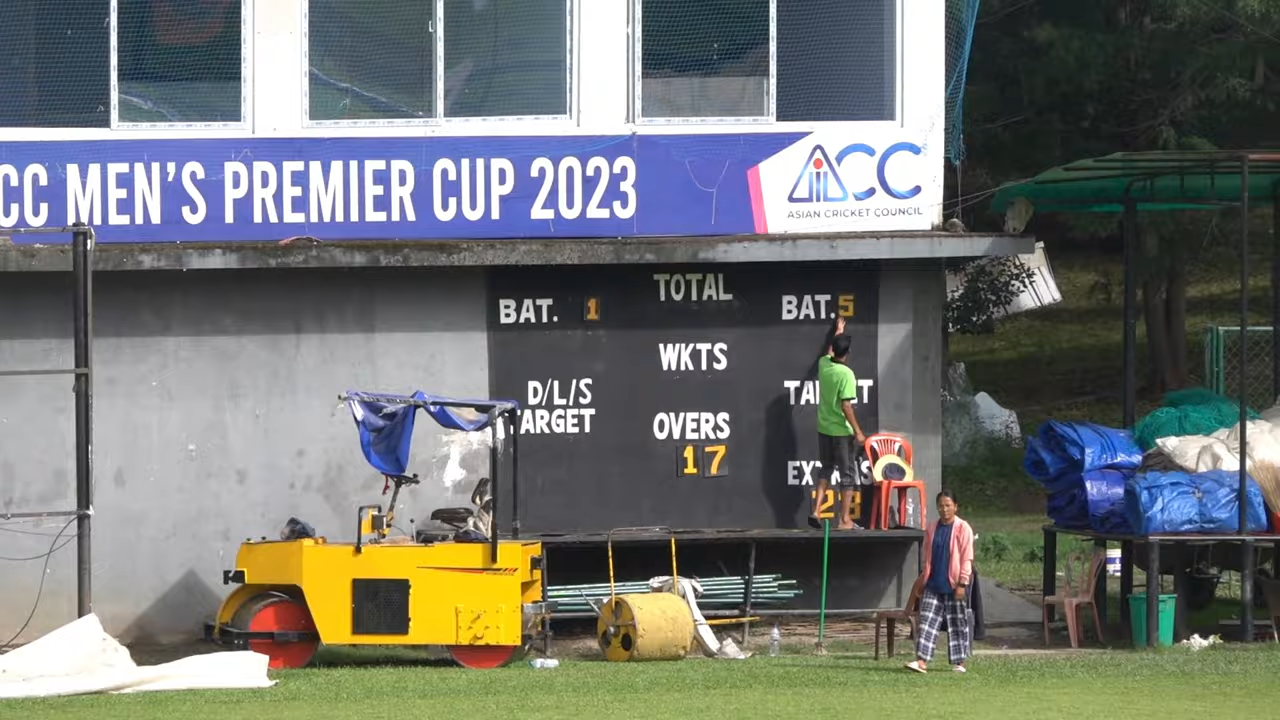 CC MEN'S PREMIER CUP 2023
ACC
ASIAN CRICKET COUNCIL
TOTAL
BAT. 1
BAT. 5
WKTS
D/L/S
TARGET
OVERS
17